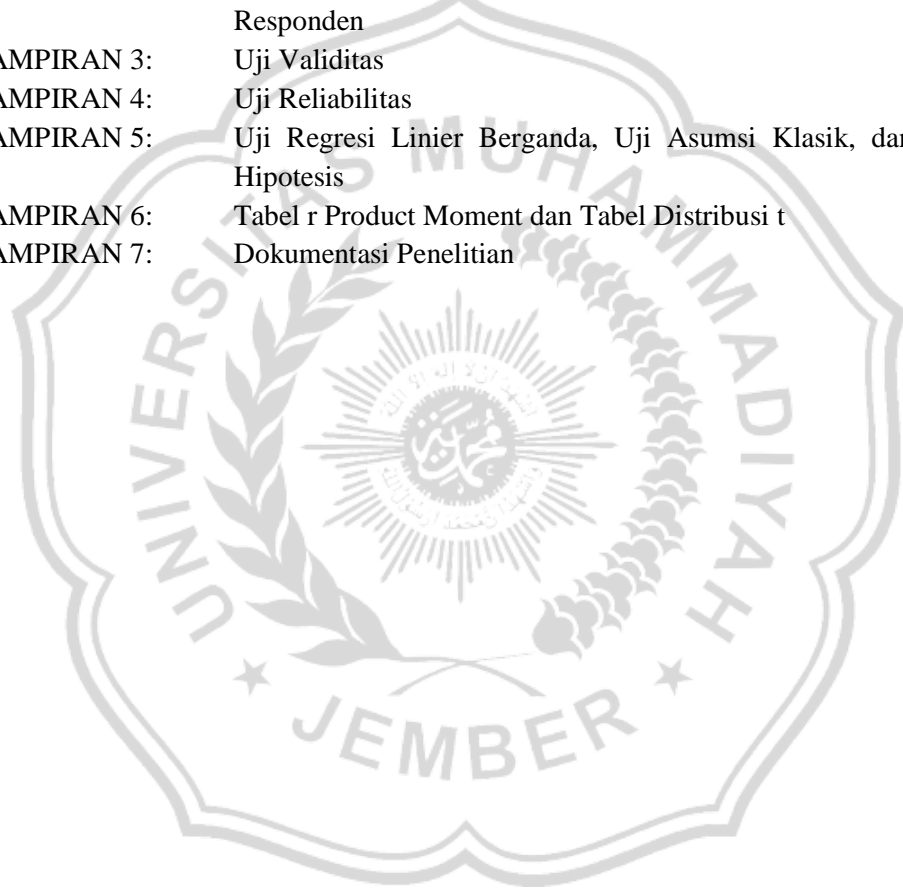 Responden
AMPIRAN 3: Uji Validitas
AMPIRAN 4: Uji Reliabilitas
AMPIRAN 5: Uji Regresi Linier Berganda, Uji Asumsi Klasik, dan
Hipotesis
AMPIRAN 6: Tabel r Product Moment dan Tabel Distribusi t
AMPIRAN 7: Dokumentasi Penelitian
UNIVERSITAS MUHAMMADIYAH
JEMBER